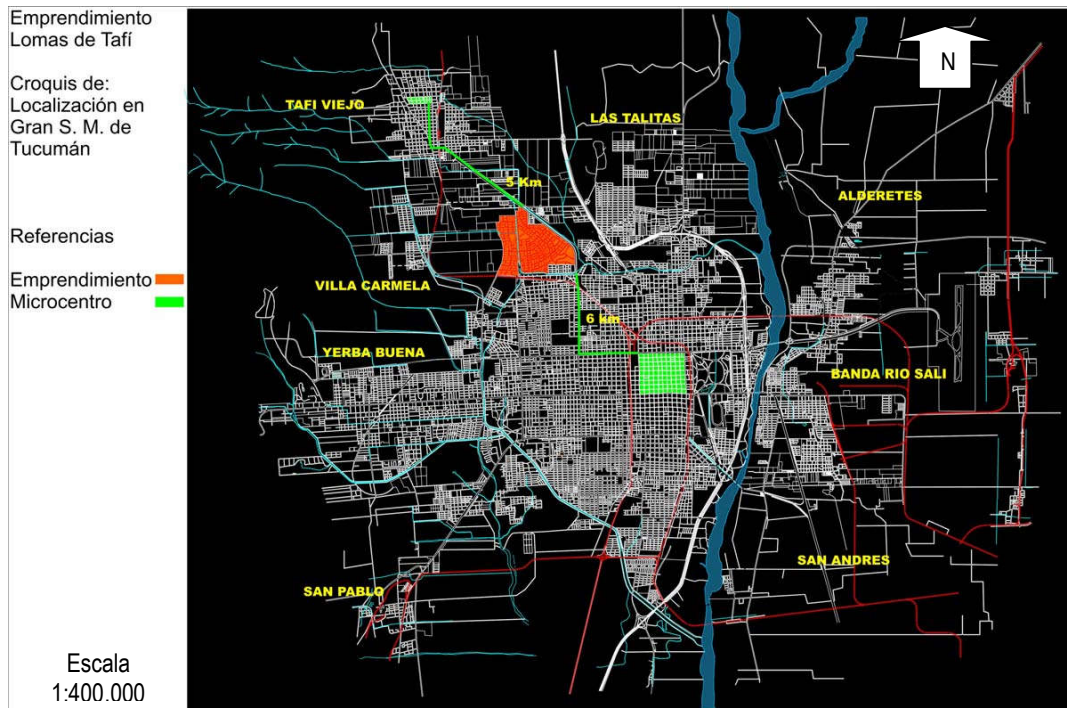 Emprendimiento
Lomas de Tafí
Croquis de:
Localización en
Gran S. M. de
Tucumán
Referencias
Emprendimiento
Microcentro
Escala
1:400.000
N
TAFI VIEJO
LAS TALITAS
5 Km
ALDERETES
VILLA CARMELA
6 km
YERBA BUENA
BANDA RIO SALI
SAN ANDRES
SAN PABLO